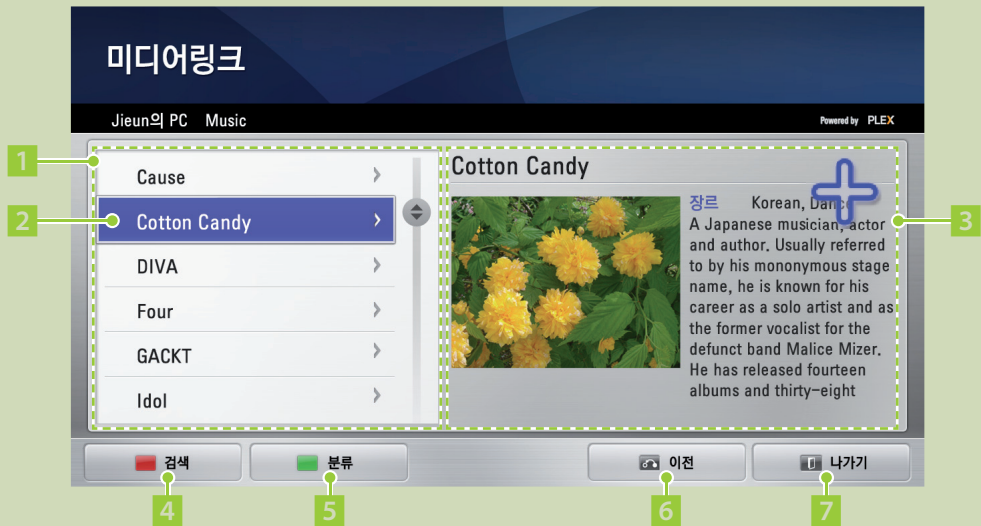 미디어링크
Jieun의 PC Music
Powered by PLEX
1
Cause
2
Cotton Candy
DIVA
Four
GACKT
Idol
Cotton Candy
3
장르 Korean, Dance
A Japanese musician, actor
and author. Usually referred
to by his mononymous stage
name, he is known for his
career as a solo artist and as
the former vocalist for the
defunct band Malice Mizer.
He has released fourteen
albums and thirty-eight
검색
분류
이전
나가기
4
5
6
7